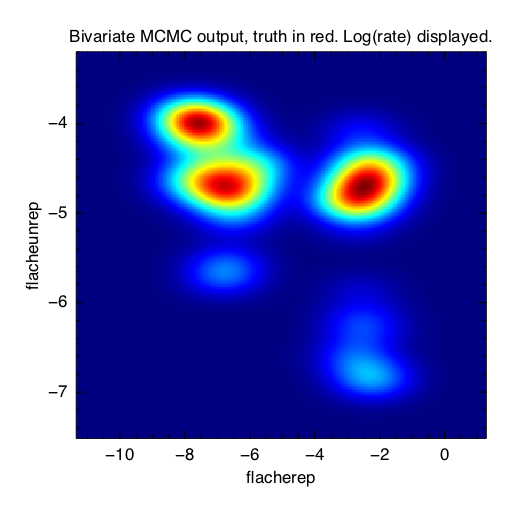 Bivariate MCMC output, truth in red. Log(rate) displayed.
−4
−5
−6
−7
flacheunrep
−10 −8 −6 −4 −2 0
flacherep